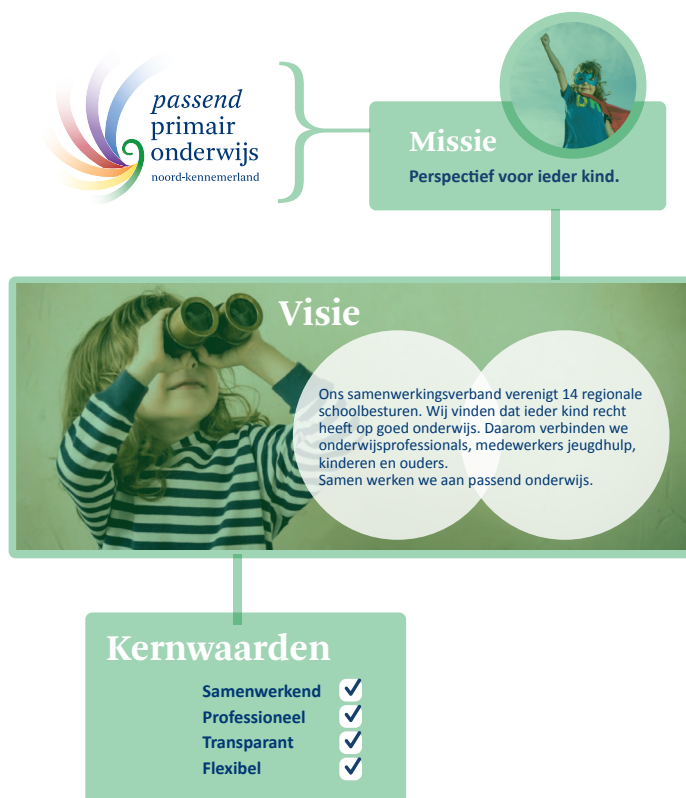 passend
primair
onderwijs
noord-kennemerland
Missie
Perspectief voor ieder kind.
Visie
Ons samenwerkingsverband verenigt 14 regionale
schoolbesturen. Wij vinden dat ieder kind recht
heeft op goed onderwijs. Daarom verbinden we
onderwijsprofessionals, medewerkers jeugdhulp,
kinderen en ouders.
Samen werken we aan passend onderwijs.
Kernwaarden
Samenwerkend
Professioneel
Transparant
Flexibel